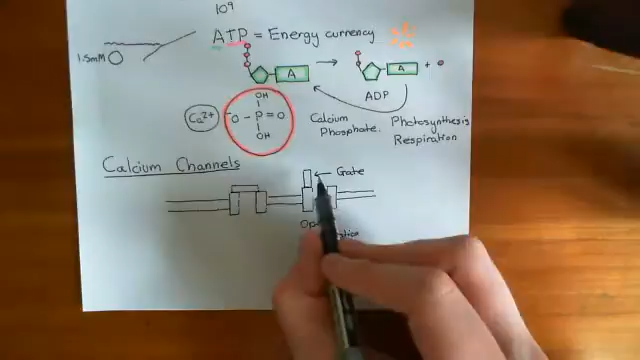 10⁹
ATP = Energy currency
1.5mM
A
A
+
ADP
Ca²⁺
OH
⁻O - P = O
OH
Calcium
Phosphate.
Photosynthesis
Respiration
Calcium Channels
Gate